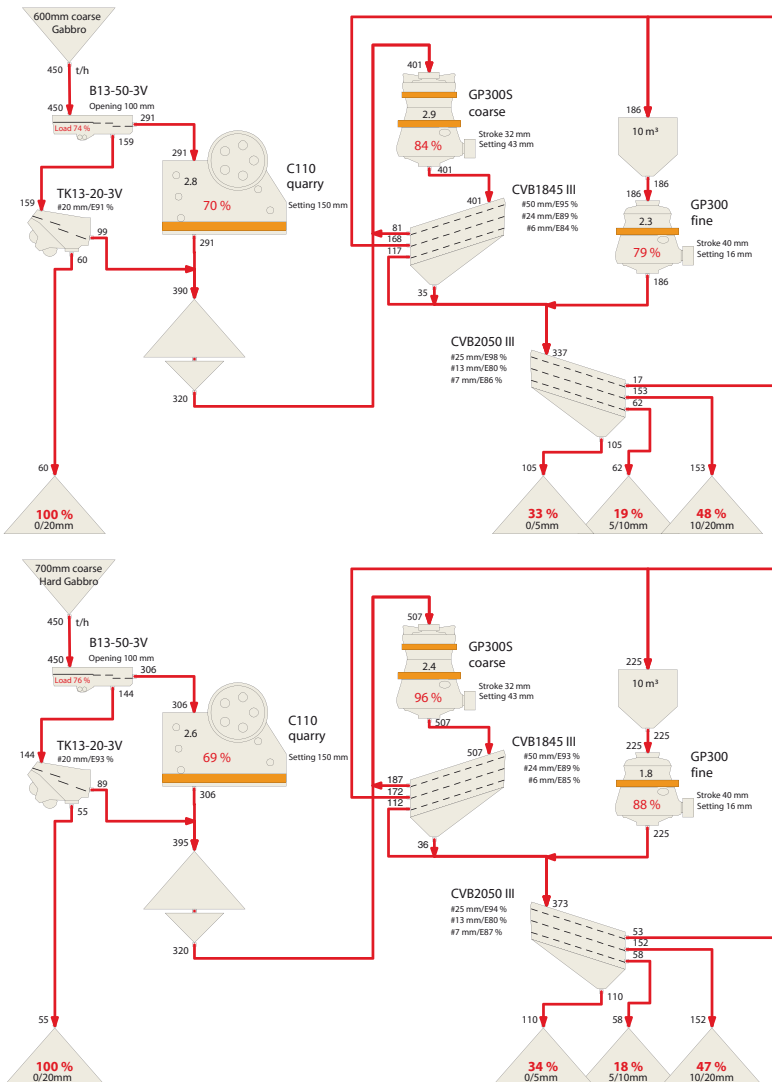 600mm coarse
Gabbro
450 t/h
B13-50-3V
Opening 100 mm
450
Load 74 %
291
159
TK13-20-3V
#20 mm/E91 %
159
99
60
291
2.8
70 %
C110
quarry
Setting 150 mm
291
390
320
401
2.9
84 %
GP300S
coarse
Stroke 32 mm
Setting 43 mm
401
CVB1845 III
#50 mm/E95 %
#24 mm/E89 %
#6 mm/E84 %
401
81
168
117
35
186
10 m³
186
186
2.3
79 %
GP300
fine
Stroke 40 mm
Setting 16 mm
186
CVB2050 III
#25 mm/E98 %
#13 mm/E80 %
#7 mm/E86 %
337
17
153
62
105
60
100 %
0/20mm
105
33 %
0/5mm
62
19 %
5/10mm
153
48 %
10/20mm
700mm coarse
Hard Gabbro
450 t/h
B13-50-3V
Opening 100 mm
450
Load 76 %
306
144
TK13-20-3V
#20 mm/E93 %
144
89
55
306
2.6
69 %
C110
quarry
Setting 150 mm
306
395
320
507
2.4
96 %
GP300S
coarse
Stroke 32 mm
Setting 43 mm
507
CVB1845 III
#50 mm/E93 %
#24 mm/E89 %
#6 mm/E85 %
507
187
172
112
36
225
10 m³
225
225
1.8
88 %
GP300
fine
Stroke 40 mm
Setting 16 mm
225
CVB2050 III
#25 mm/E94 %
#13 mm/E80 %
#7 mm/E87 %
373
53
152
58
110
55
100 %
0/20mm
110
34 %
0/5mm
58
18 %
5/10mm
152
47 %
10/20mm